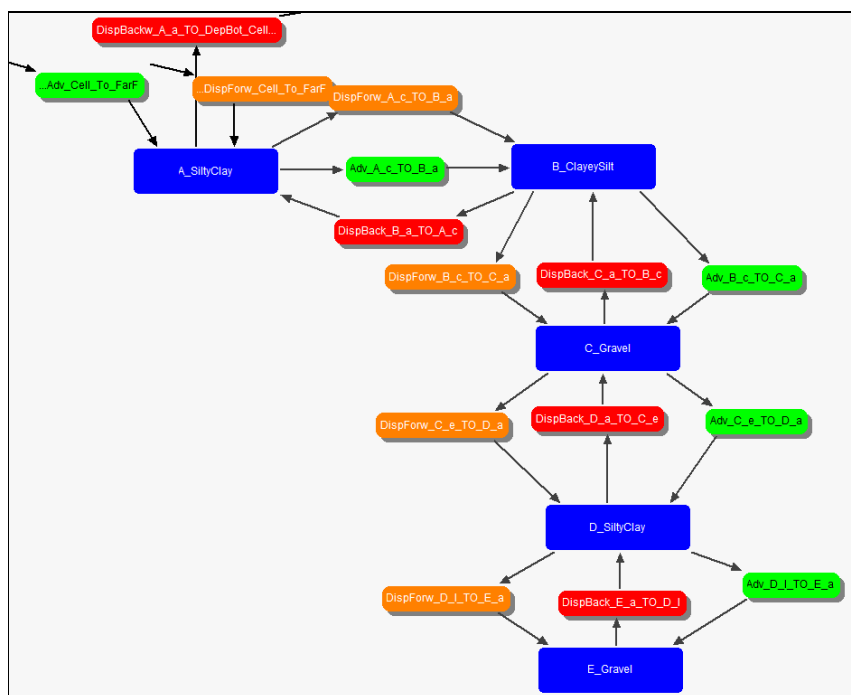 DispBackw_A_a_TO_DepBot_Cell...
...Adv_Cell_To_FarF
...DispForw_Cell_To_FarF
DispForw_A_c_TO_B_a
A_SiltyClay
Adv_A_c_TO_B_a
B_ClayeySilt
DispBack_B_a_TO_A_c
DispForw_B_c_TO_C_a
DispBack_C_a_TO_B_c
Adv_B_c_TO_C_a
C_Gravel
DispForw_C_e_TO_D_a
DispBack_D_a_TO_C_e
Adv_C_e_TO_D_a
D_SiltyClay
DispForw_D_l_TO_E_a
DispBack_E_a_TO_D_l
Adv_D_l_TO_E_a
E_Gravel